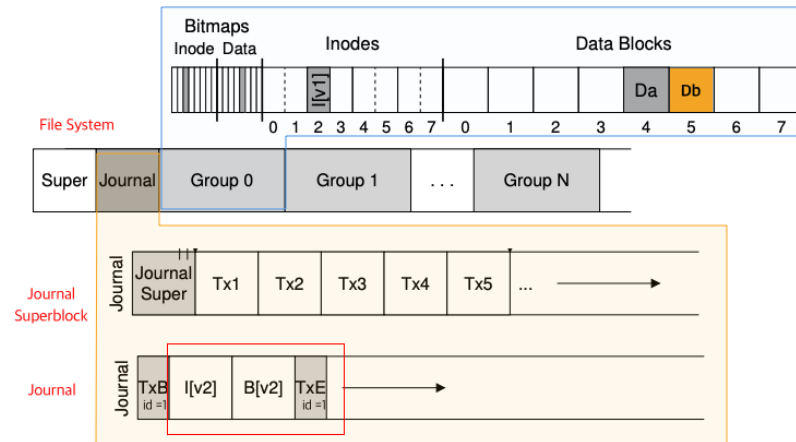 Bitmaps
Inode Data
Inodes
Data Blocks
I[v1]
Da
Db
0 1 2 3 4 5 6 7
0 1 2 3 4 5 6 7
File System
Super
Journal
Group 0
Group 1
. . .
Group N
Journal
Journal Super
Tx1
Tx2
Tx3
Tx4
Tx5
...
Journal Superblock
Journal
Journal
TxB
id =1
I[v2]
B[v2]
TxE
id =1